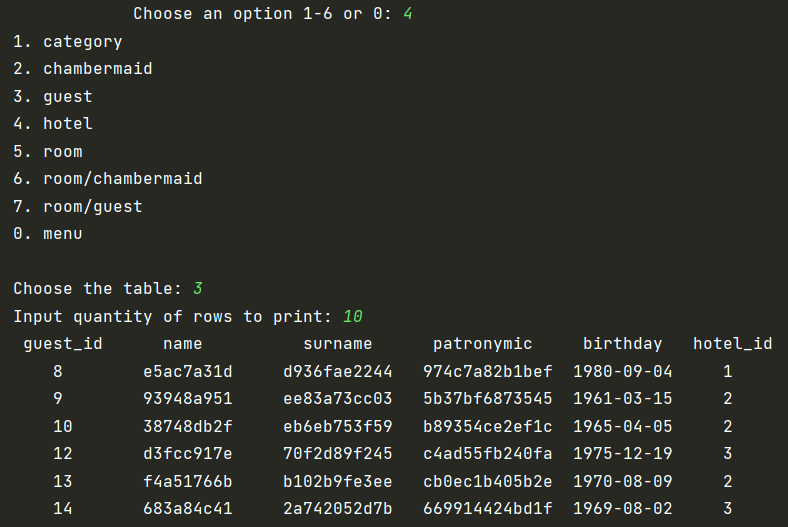 Choose an option 1-6 or 0: 4
1. category
2. chambermaid
3. guest
4. hotel
5. room
6. room/chambermaid
7. room/guest
0. menu
Choose the table: 3
Input quantity of rows to print: 10
guest_id name surname patronymic birthday hotel_id
8 e5ac7a31d d936fae2244 974c7a82b1bef 1980-09-04 1
9 93948a951 ee83a73cc03 5b37bf6873545 1961-03-15 2
10 38748db2f eb6eb753f59 b89354ce2ef1c 1965-04-05 2
12 d3fcc917e 70f2d89f245 c4ad55fb240fa 1975-12-19 3
13 f4a51766b b102b9fe3ee cb0ec1b405b2e 1970-08-09 2
14 683a84c41 2a742052d7b 669914424bd1f 1969-08-02 3